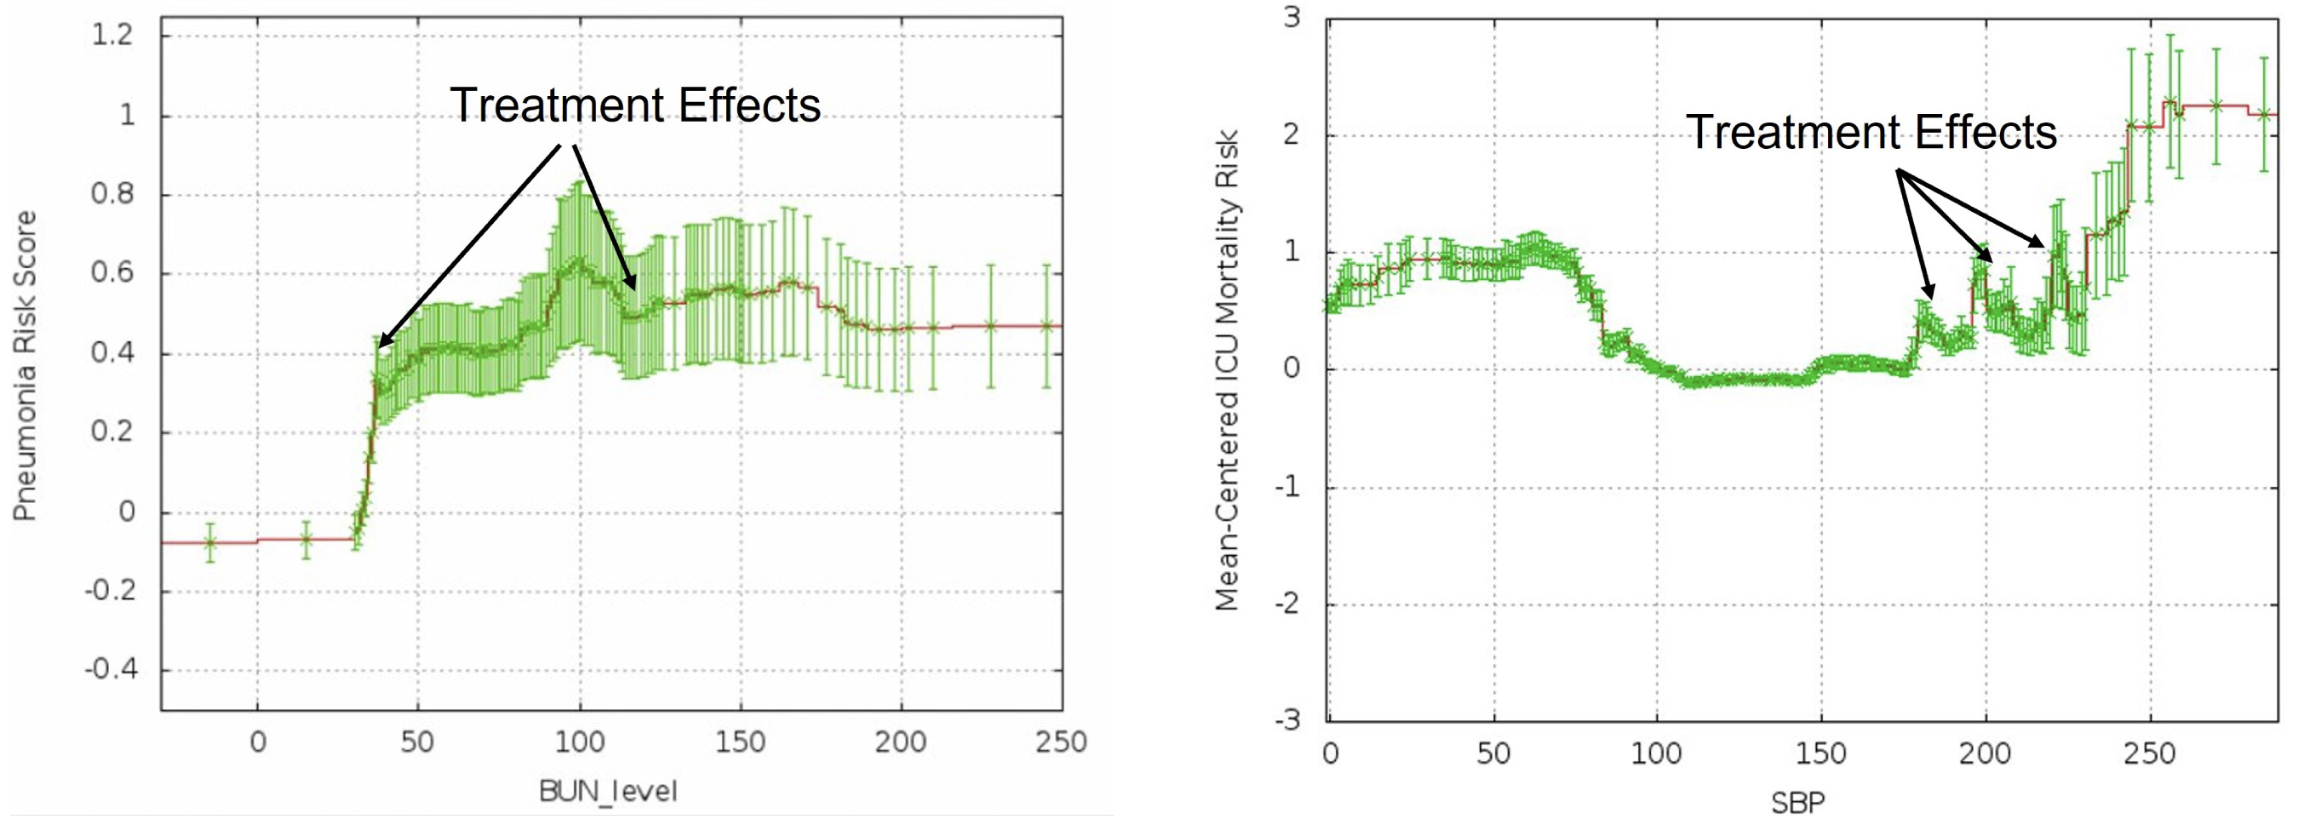 Treatment Effects
Pneumonia Risk Score
1.2
1
0.8
0.6
0.4
0.2
0
-0.2
-0.4
0 50 100 150 200 250
BUN_level
Treatment Effects
Mean-Centered ICU Mortality Risk
3
2
1
0
-1
-2
-3
0 50 100 150 200 250
SBP